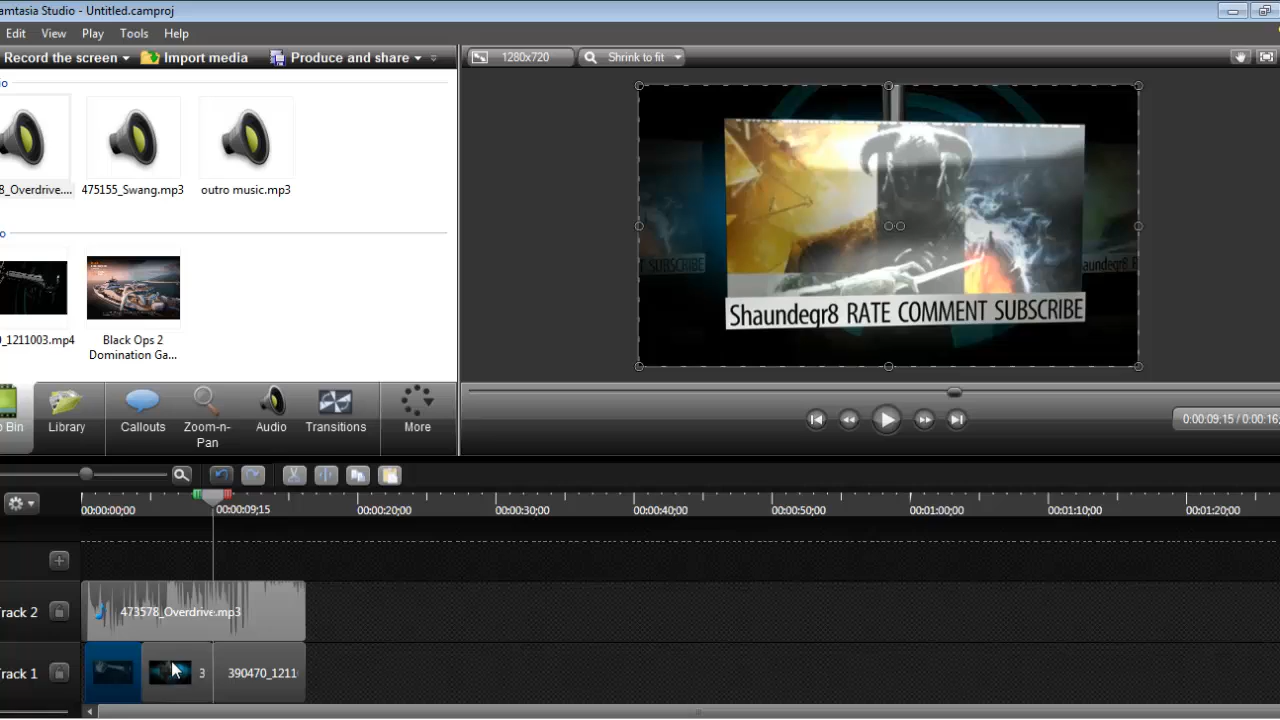 amtasia Studio - Untitled.camproj
Edit View Play Tools Help
Record the screen Import media Produce and share
1280x720 Shrink to fit
io
8_Overdrive.... 475155_Swang.mp3 outro music.mp3
o
_1211003.mp4 Black Ops 2
Domination Ga...
T SUBSCRIBE
Shaundegr8 RATE COMMENT SUBSCRIBE
aundegr8 R
Bin Library Callouts Zoom-n-
Pan Audio Transitions More
0:00:09;15 / 0:00:16;
00:00:00;00 00:00:09;15 00:00:20;00 00:00:30;00 00:00:40;00 00:00:50;00 00:01:00;00 00:01:10;00 00:01:20;00
rack 2 473578_Overdrive.mp3
rack 1 3 390470_1211